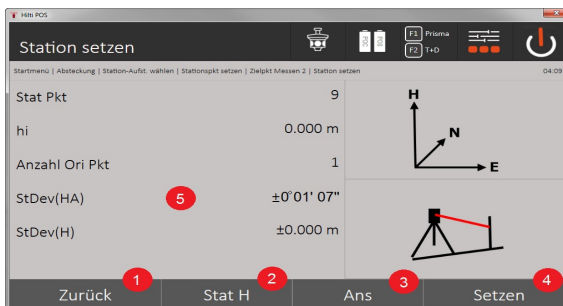 Hilti POS
Station setzen
POC
POS
F1 Prisma
F2 T+D
Startmenü | Absteckung | Station-Aufst. wählen | Stationspkt setzen | Zielpkt Messen 2 | Station setzen
04:09
Stat Pkt 9
hi 0.000 m
Anzahl Ori Pkt 1
StDev(HA) 5 ±0°01' 07"
StDev(H) ±0.000 m
H
N
E
1 2 3 4
Zurück Stat H Ans Setzen